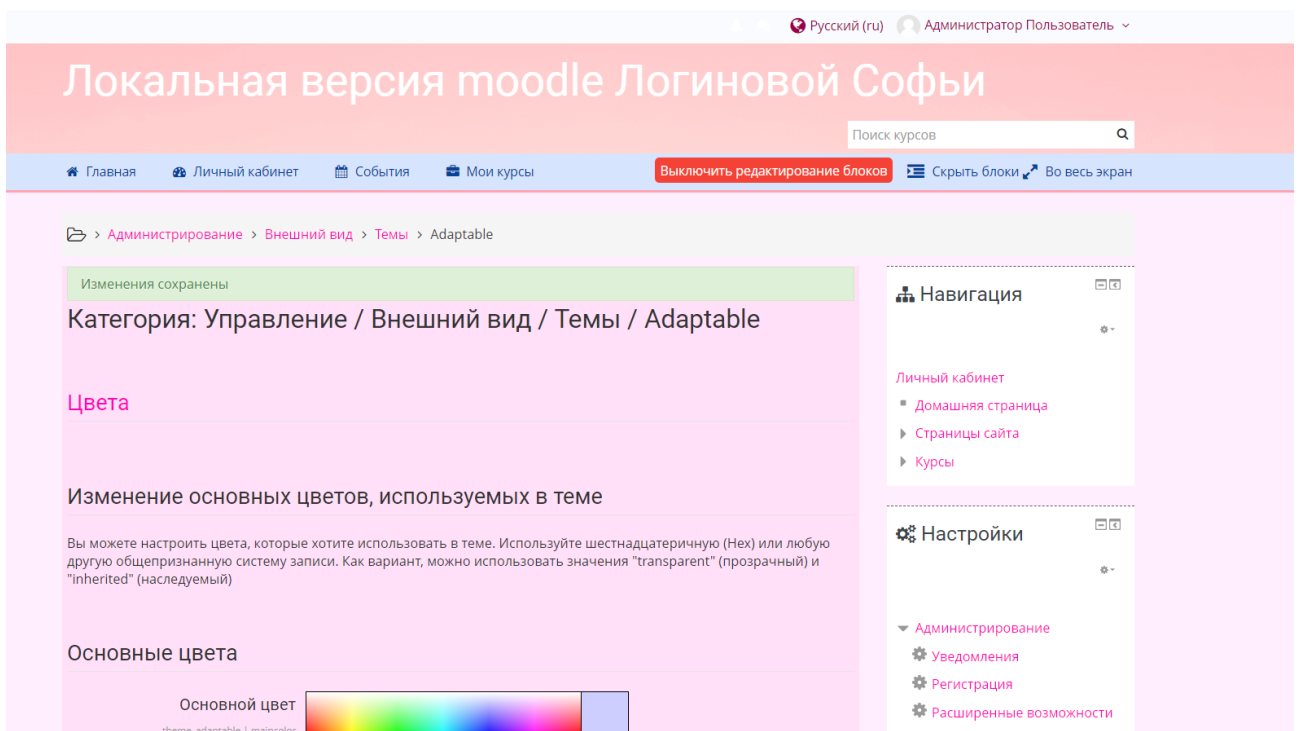 Русский (ru) Администратор Пользователь
Локальная версия moodle Логиновой Софьи
Поиск курсов
Главная Личный кабинет События Мои курсы Выключить редактирование блоков Скрыть блоки Во весь экран
> Администрирование > Внешний вид > Темы > Adaptable
Изменения сохранены
Категория: Управление / Внешний вид / Темы / Adaptable
Цвета
Изменение основных цветов, используемых в теме
Вы можете настроить цвета, которые хотите использовать в теме. Используйте шестнадцатеричную (Hex) или любую
другую общепризнанную систему записи. Как вариант, можно использовать значения "transparent" (прозрачный) и
"inherited" (наследуемый)
Основные цвета
Основной цвет
theme_adaptable | maincolor
Навигация
Личный кабинет
Домашняя страница
Страницы сайта
Курсы
Настройки
Администрирование
Уведомления
Регистрация
Расширенные возможности